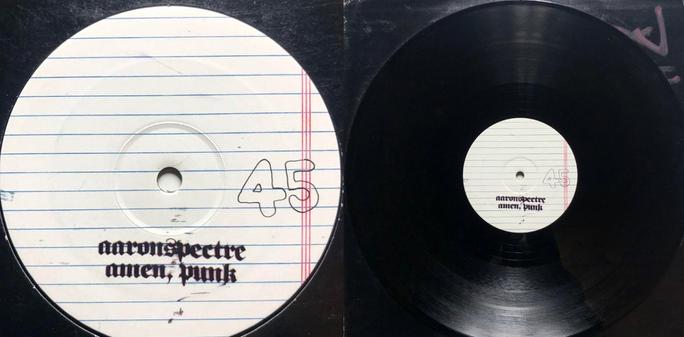 45
aaronspectre
amen, punk
45
aaronspectre
amen, punk